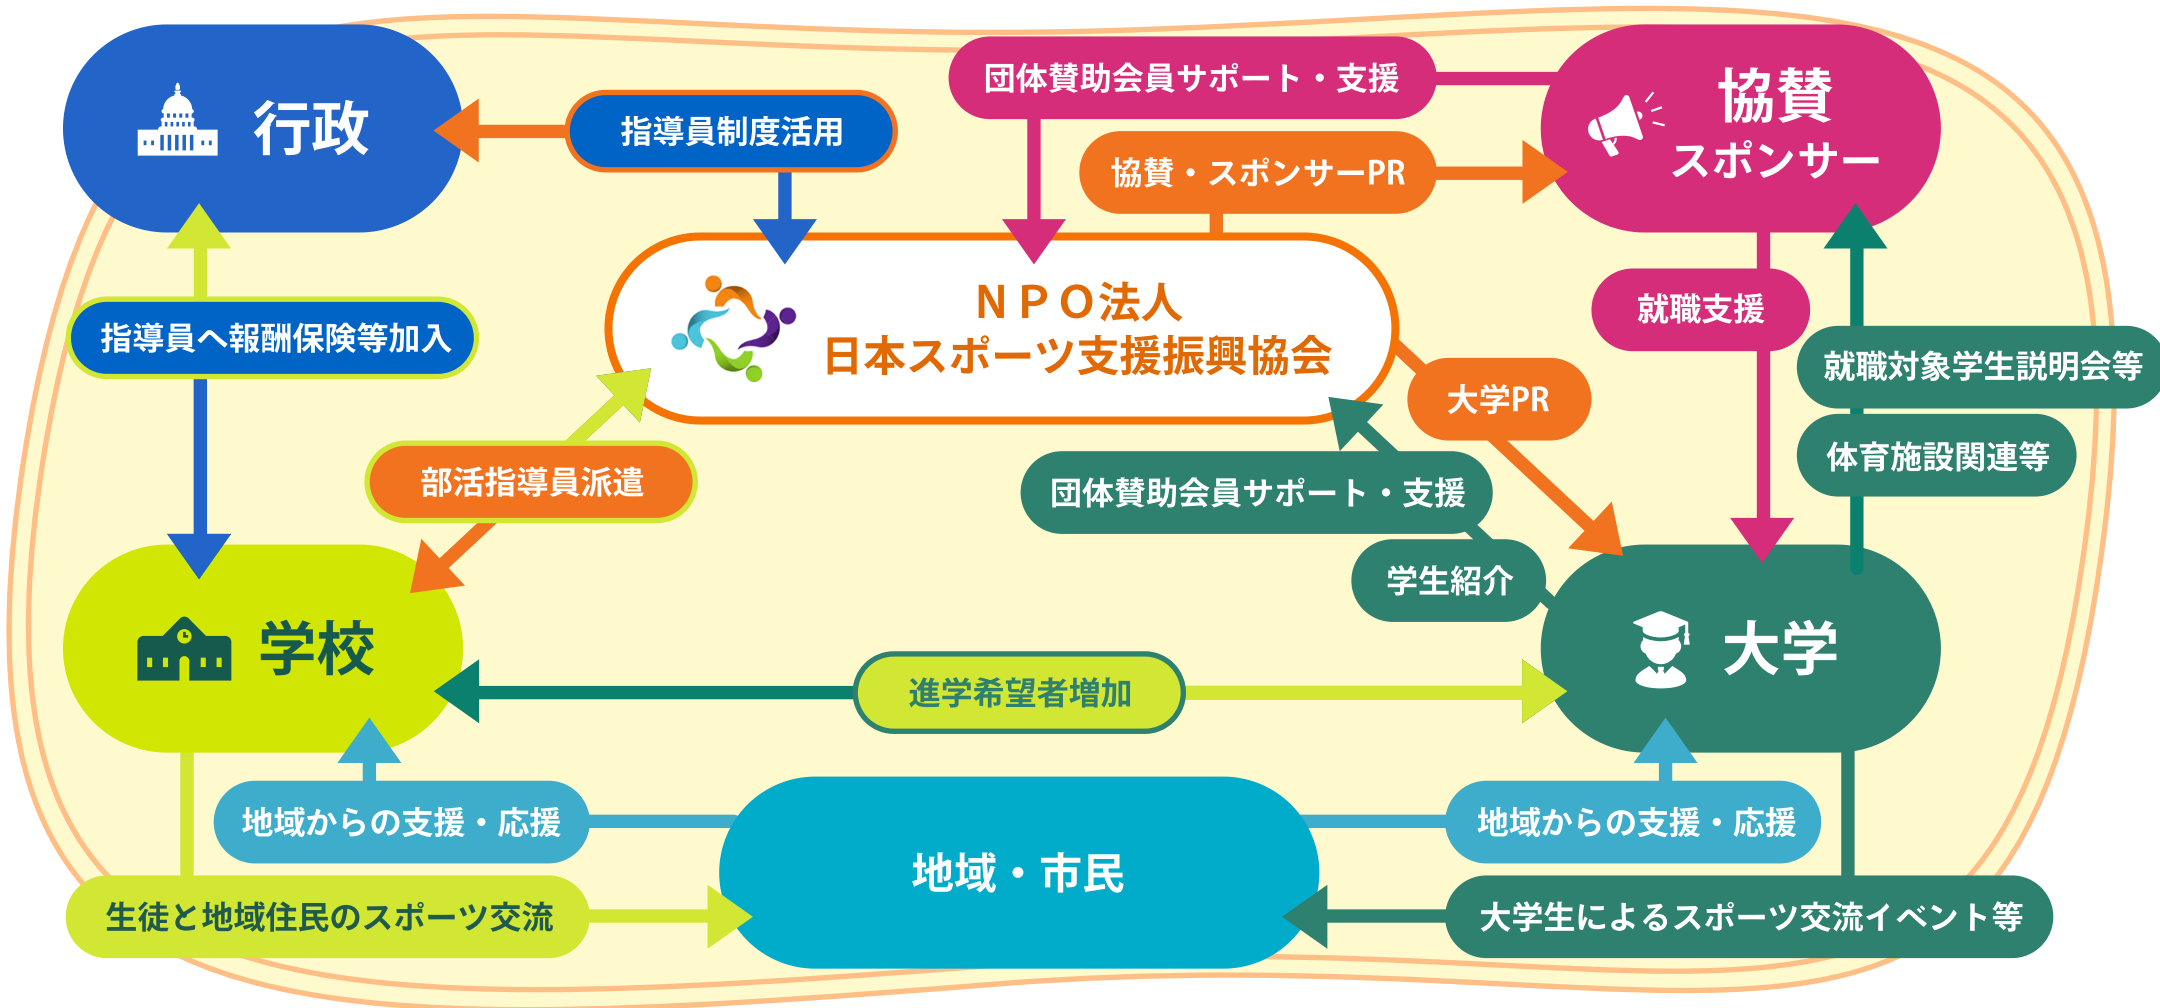 団体賛助会員サポート・支援
協賛
スポンサー
行政
指導員制度活用
協賛・スポンサーPR
NPO法人
日本スポーツ支援振興協会
指導員へ報酬保険等加入
就職支援
就職対象学生説明会等
大学PR
体育施設関連等
部活指導員派遣
団体賛助会員サポート・支援
学生紹介
学校
大学
進学希望者増加
地域からの支援・応援
地域からの支援・応援
地域・市民
生徒と地域住民のスポーツ交流
大学生によるスポーツ交流イベント等